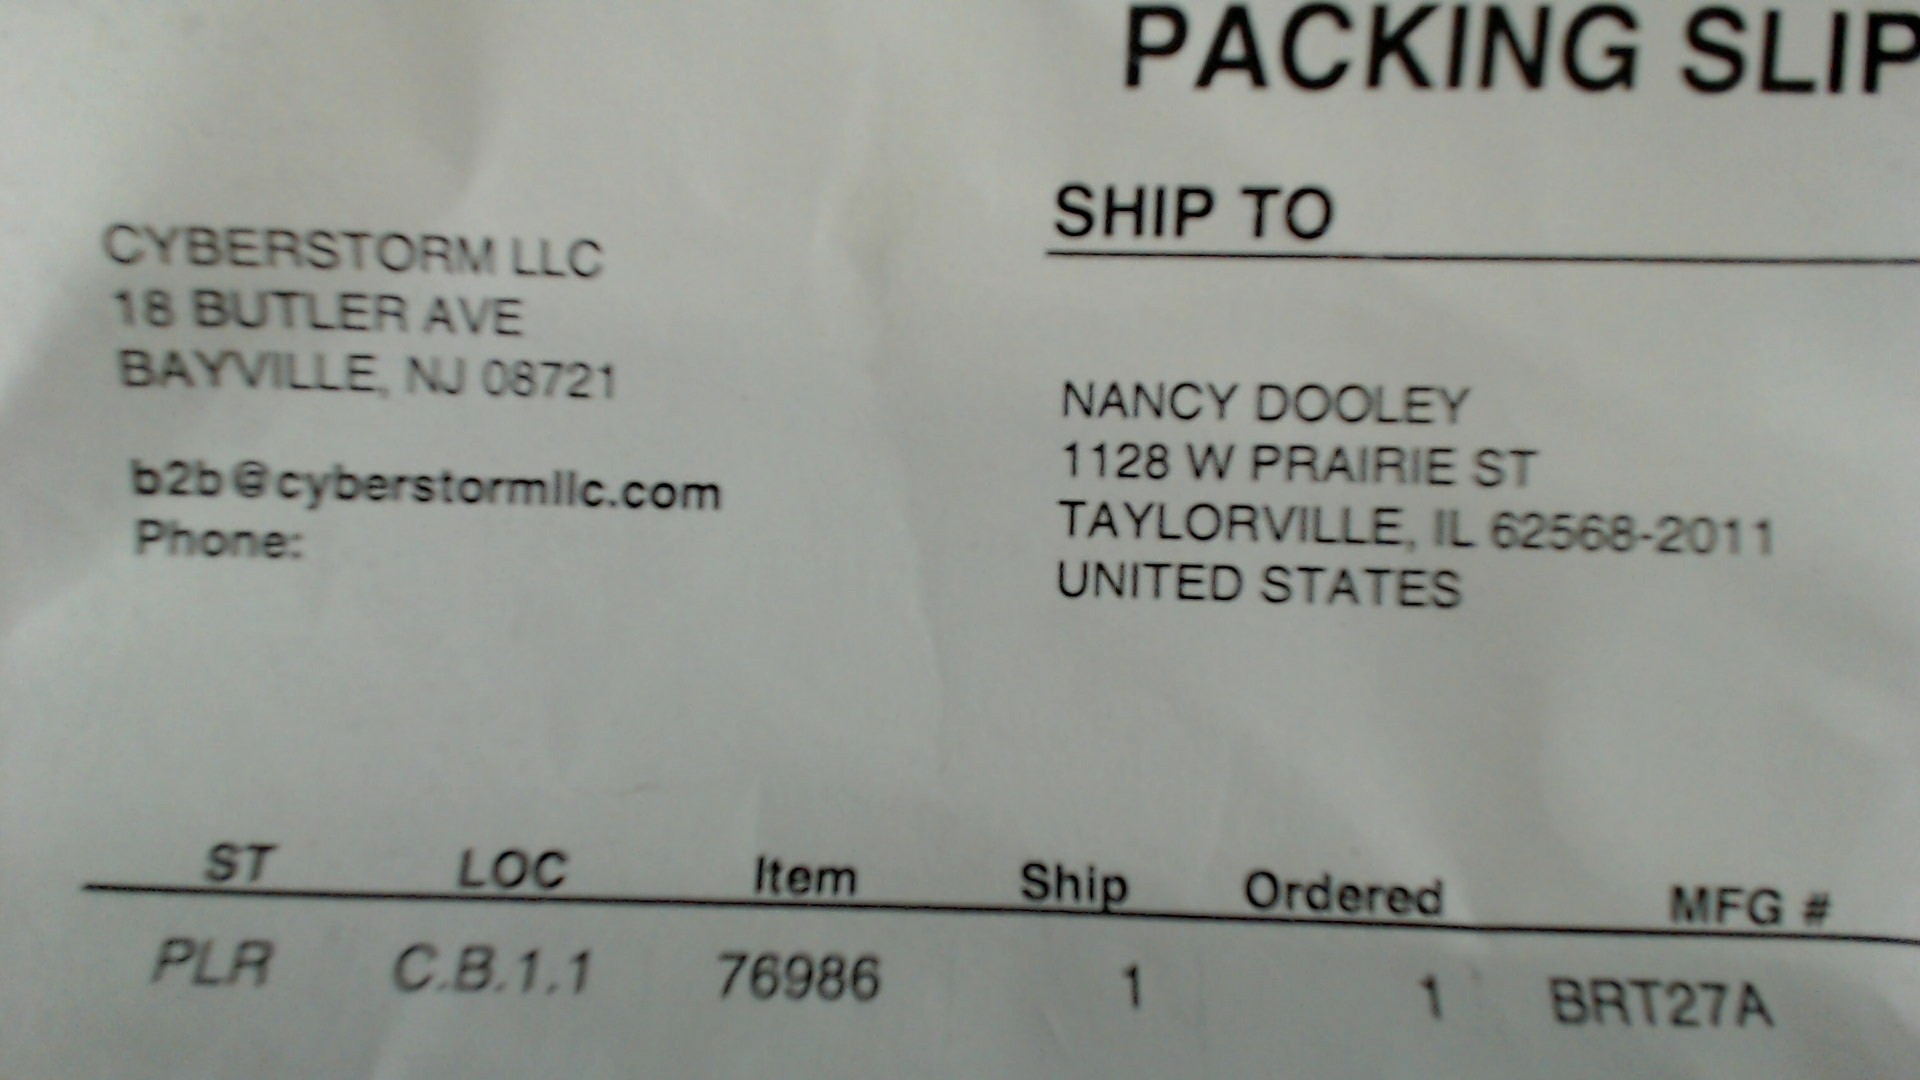 PACKING SLIP
SHIP TO
CYBERSTORM LLC
18 BUTLER AVE
BAYVILLE, NJ 08721
b2b@cyberstormllc.com
Phone:
NANCY DOOLEY
1128 W PRAIRIE ST
TAYLORVILLE, IL 62568-2011
UNITED STATES
ST LOC Item Ship Ordered MFG #
PLR C.B.1.1 76986 1 1 BRT27A